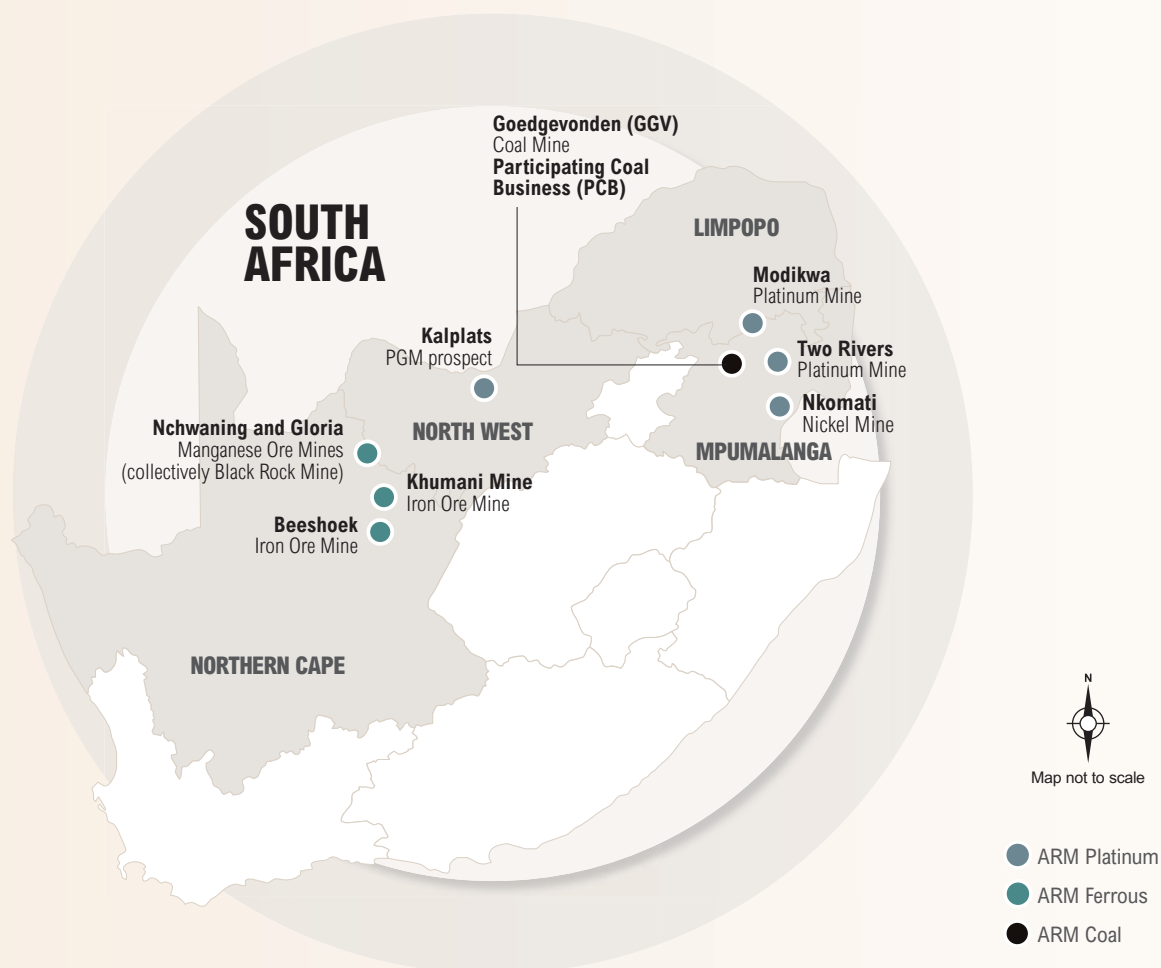 Goedgevonden (GGV)
Coal Mine
Participating Coal
Business (PCB)
SOUTH
AFRICA
LIMPOPO
Modikwa
Platinum Mine
Kalplats
PGM prospect
Two Rivers
Platinum Mine
Nkomati
Nickel Mine
Nchwaning and Gloria
Manganese Ore Mines
(collectively Black Rock Mine)
NORTH WEST
MPUMALANGA
Khumani Mine
Iron Ore Mine
Beeshoek
Iron Ore Mine
NORTHERN CAPE
N
Map not to scale
ARM Platinum
ARM Ferrous
ARM Coal